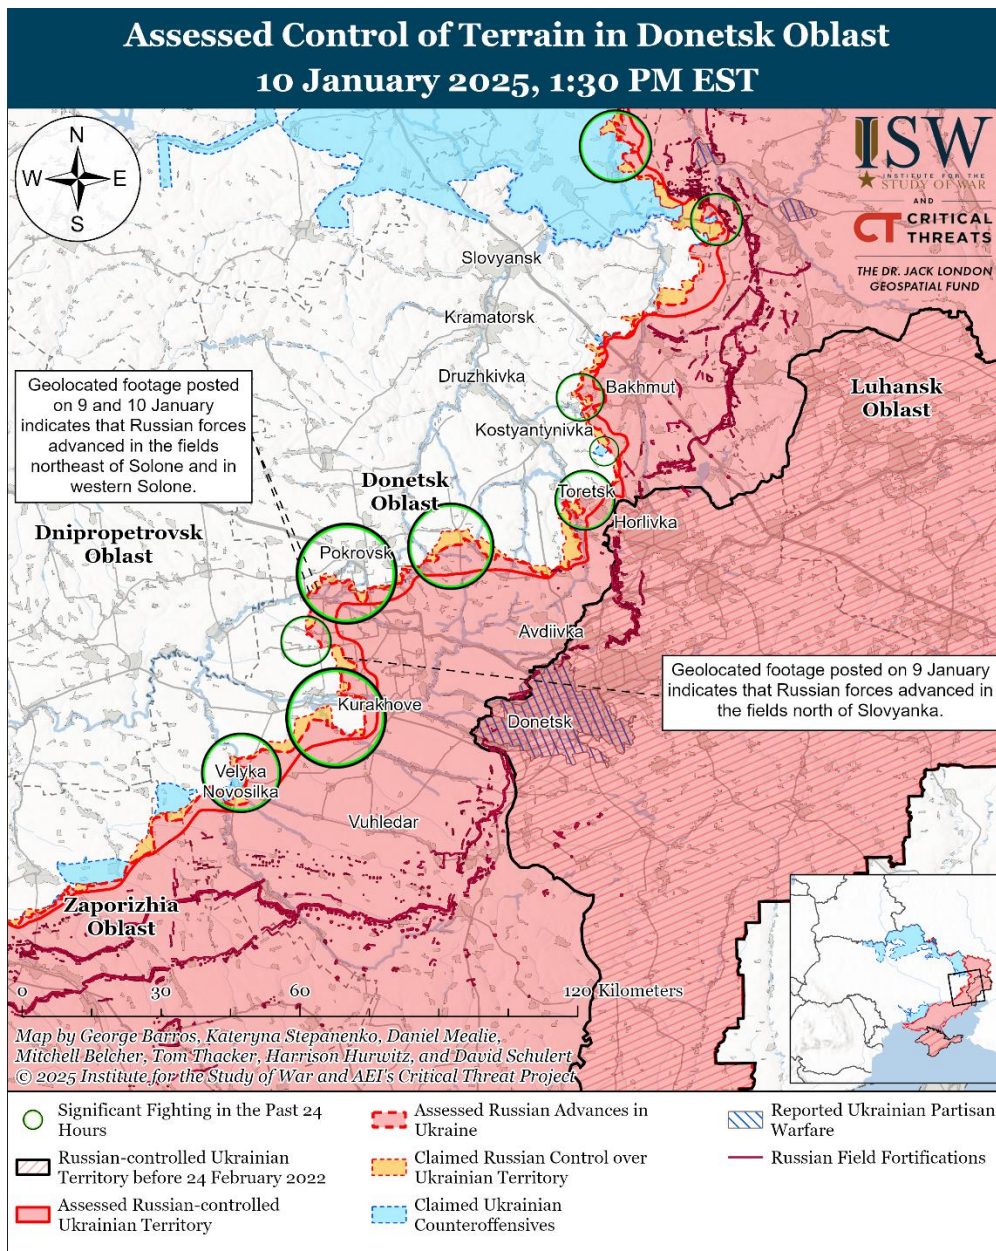 Assessed Control of Terrain in Donetsk Oblast
10 January 2025, 1:30 PM EST
N
W
E
S
ISW
INSTITUTE FOR THE
STUDY OF WAR
AND
CT CRITICAL
THREATS
THE DR. JACK LONDON
GEOSPATIAL FUND
Slovyansk
Kramatorsk
Druzhkivka
Bakhmut
Luhansk
Oblast
Geolocated footage posted
on 9 and 10 January
indicates that Russian forces
advanced in the fields
northeast of Solone and in
western Solone.
Kostyantynivka
Donetsk
Oblast
Toretsk
Horlivka
Dnipropetrovsk
Oblast
Pokrovsk
Avdiivka
Geolocated footage posted on 9 January
indicates that Russian forces advanced in
the fields north of Slovyanka.
Kurakhove
Donetsk
Velyka
Novosilka
Vuhledar
Zaporizhia
Oblast
0
30
60
120 Kilometers
Map by George Barros, Kateryna Stepanenko, Daniel Mealie,
Mitchell Belcher, Tom Thacker, Harrison Hurwitz, and David Schulert
© 2025 Institute for the Study of War and AEI's Critical Threat Project
Significant Fighting in the Past 24
Hours
Russian-controlled Ukrainian
Territory before 24 February 2022
Assessed Russian-controlled
Ukrainian Territory
Assessed Russian Advances in
Ukraine
Claimed Russian Control over
Ukrainian Territory
Claimed Ukrainian
Counteroffensives
Reported Ukrainian Partisan
Warfare
Russian Field Fortifications